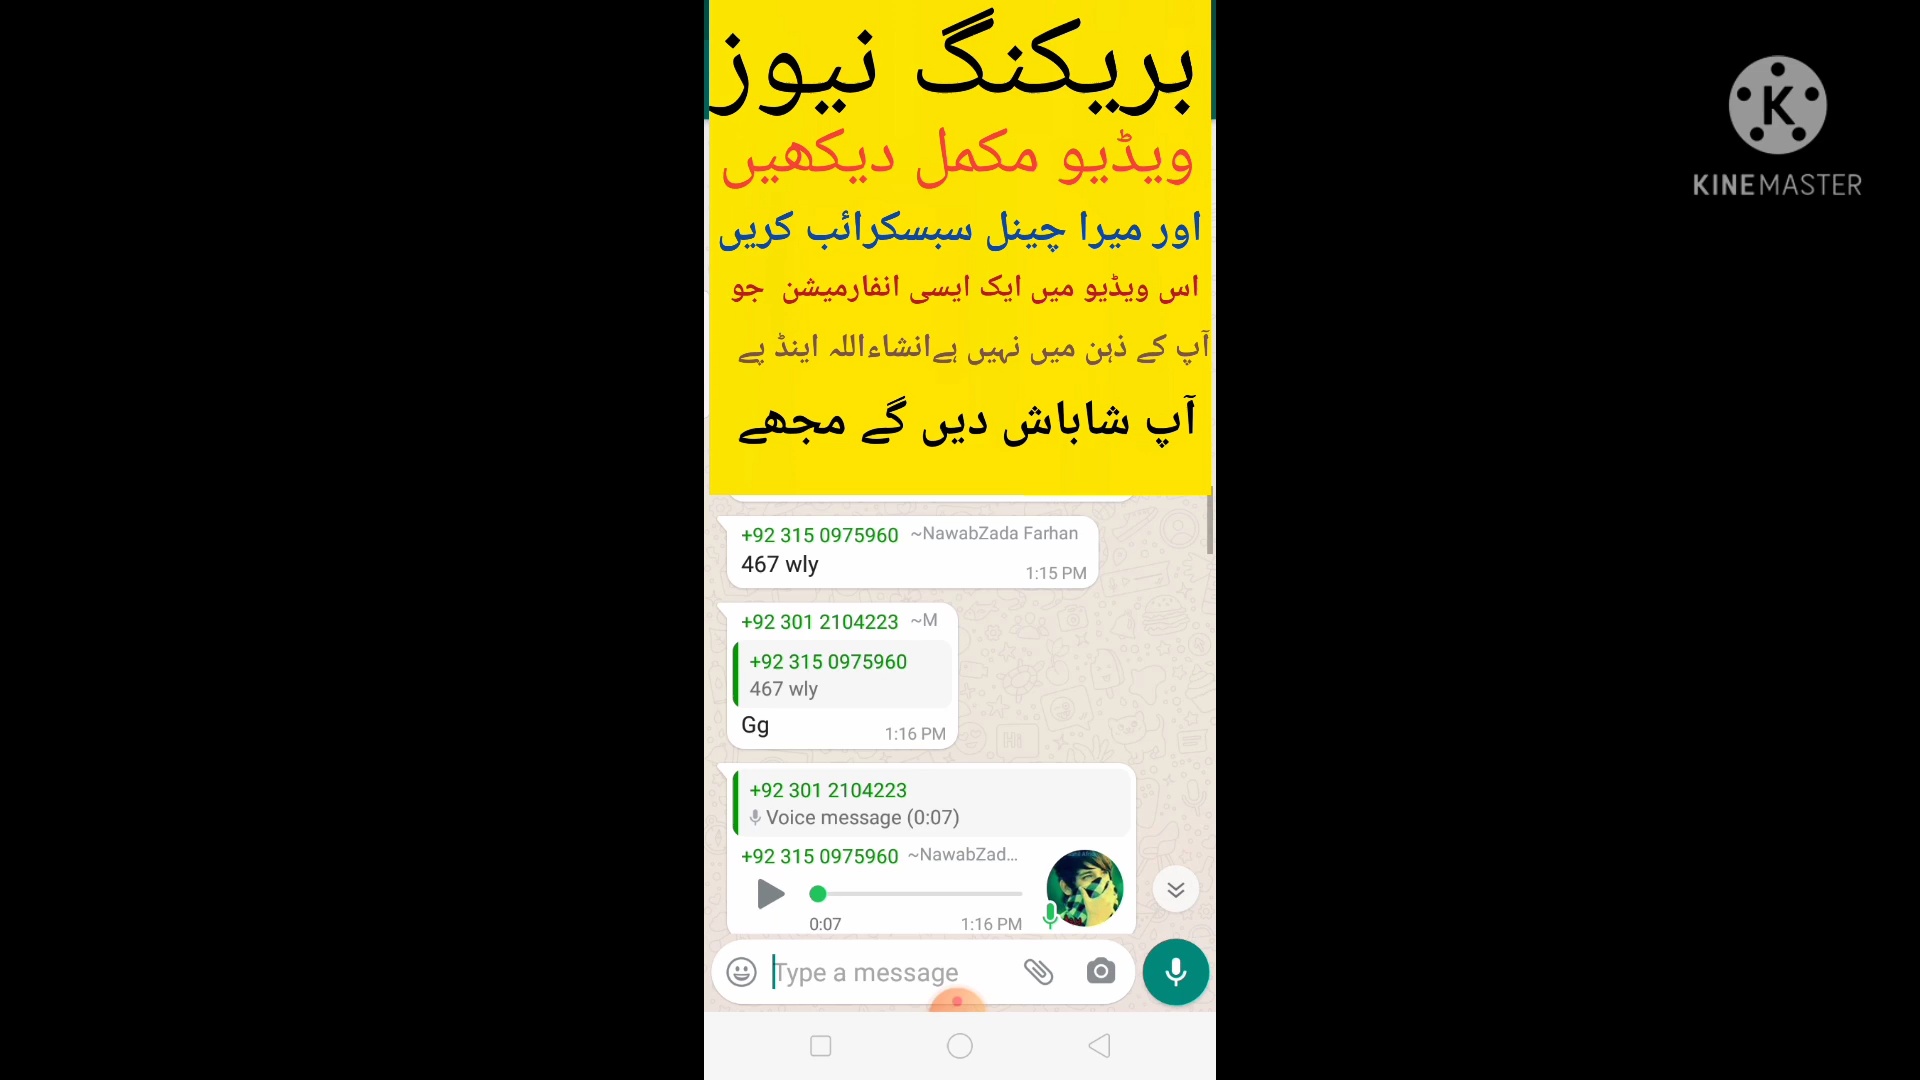 بریکنگ نیوز
ویڈیو مکمل دیکھیں
اور میرا چینل سبسکرائب کریں
اس ویڈیو میں ایک ایسی انفارمیشن جو
آپ کے ذہن میں نہیں ہےانشاءاللہ اینڈ پے
آپ شاباش دیں گے مجھے
K
KINEMASTER
+92 315 0975960 ~NawabZada Farhan
467 wly
1:15 PM
+92 301 2104223 ~M
+92 315 0975960
467 wly
Gg
1:16 PM
+92 301 2104223
Voice message (0:07)
+92 315 0975960 ~NawabZad...
0:07 1:16 PM
Type a message